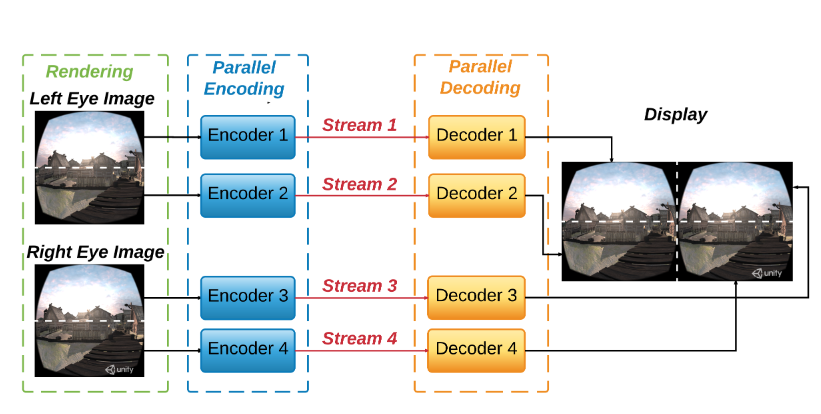 Rendering
Parallel
Encoding
Parallel
Decoding
Left Eye Image
Display
Encoder 1
Stream 1
Decoder 1
Encoder 2
Stream 2
Decoder 2
Right Eye Image
unity
Encoder 3
Stream 3
Decoder 3
Encoder 4
Stream 4
Decoder 4
unity